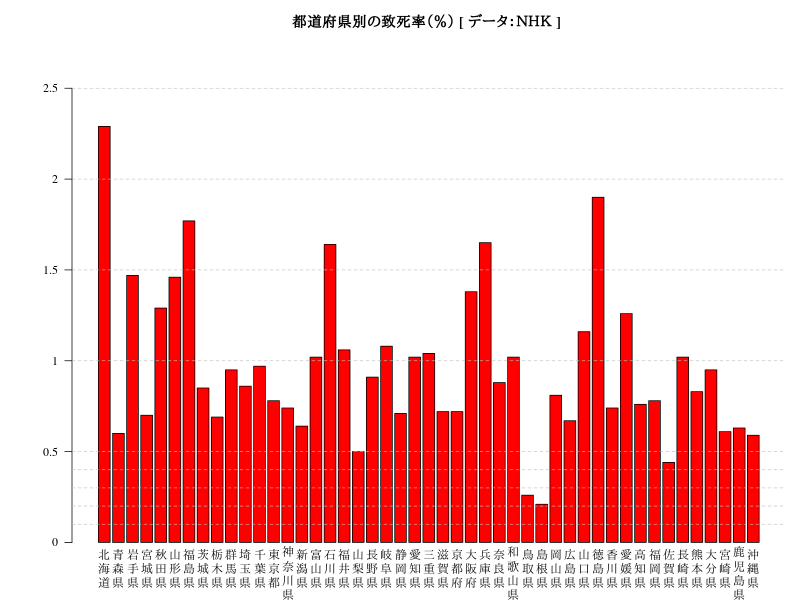 都道府県別の致死率(%) [ データ:NHK ]
2.5
2
1.5
1
0.5
0
北海道
青森県
岩手県
宮城県
秋田県
山形県
福島県
茨城県
栃木県
群馬県
埼玉県
千葉県
東京都
神奈川県
新潟県
富山県
石川県
福井県
山梨県
長野県
岐阜県
静岡県
愛知県
三重県
滋賀県
京都府
大阪府
兵庫県
奈良県
和歌山県
鳥取県
島根県
岡山県
広島県
山口県
徳島県
香川県
愛媛県
高知県
福岡県
佐賀県
長崎県
熊本県
大分県
宮崎県
鹿児島県
沖縄県